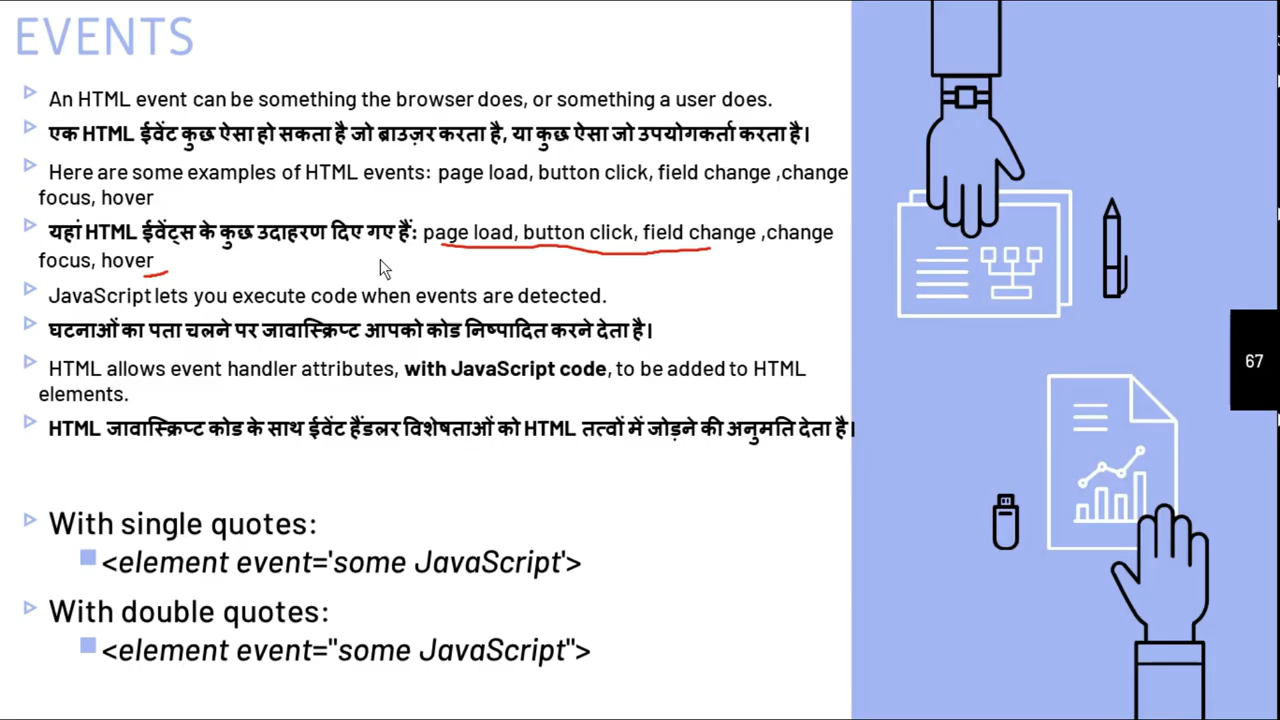 EVENTS
An HTML event can be something the browser does, or something a user does.
एक HTML ईवेंट कुछ ऐसा हो सकता है जो ब्राउज़र करता है, या कुछ ऐसा जो उपयोगकर्ता करता है।
Here are some examples of HTML events: page load, button click, field change ,change
focus, hover
यहां HTML ईवेंट्स के कुछ उदाहरण दिए गए हैं: page load, button click, field change ,change
focus, hover
JavaScript lets you execute code when events are detected.
घटनाओं का पता चलने पर जावास्क्रिप्ट आपको कोड निष्पादित करने देता है।
HTML allows event handler attributes, with JavaScript code, to be added to HTML
elements.
HTML जावास्क्रिप्ट कोड के साथ ईवेंट हैंडलर विशेषताओं को HTML तत्वों में जोड़ने की अनुमति देता है।
With single quotes:
<element event='some JavaScript'>
With double quotes:
<element event="some JavaScript">
67